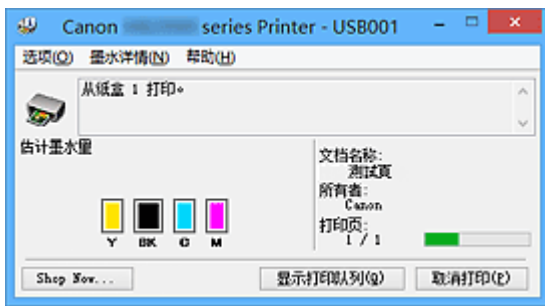 Canon series Printer - USB001
选项(O) 墨水详情(N) 帮助(H)
从纸盒 1 打印。
估计墨水量
文档名称:
测试页
所有者:
Canon
打印页:
1 / 1
Y BK C M
Shop Now...
显示打印队列(Q)
取消打印(P)